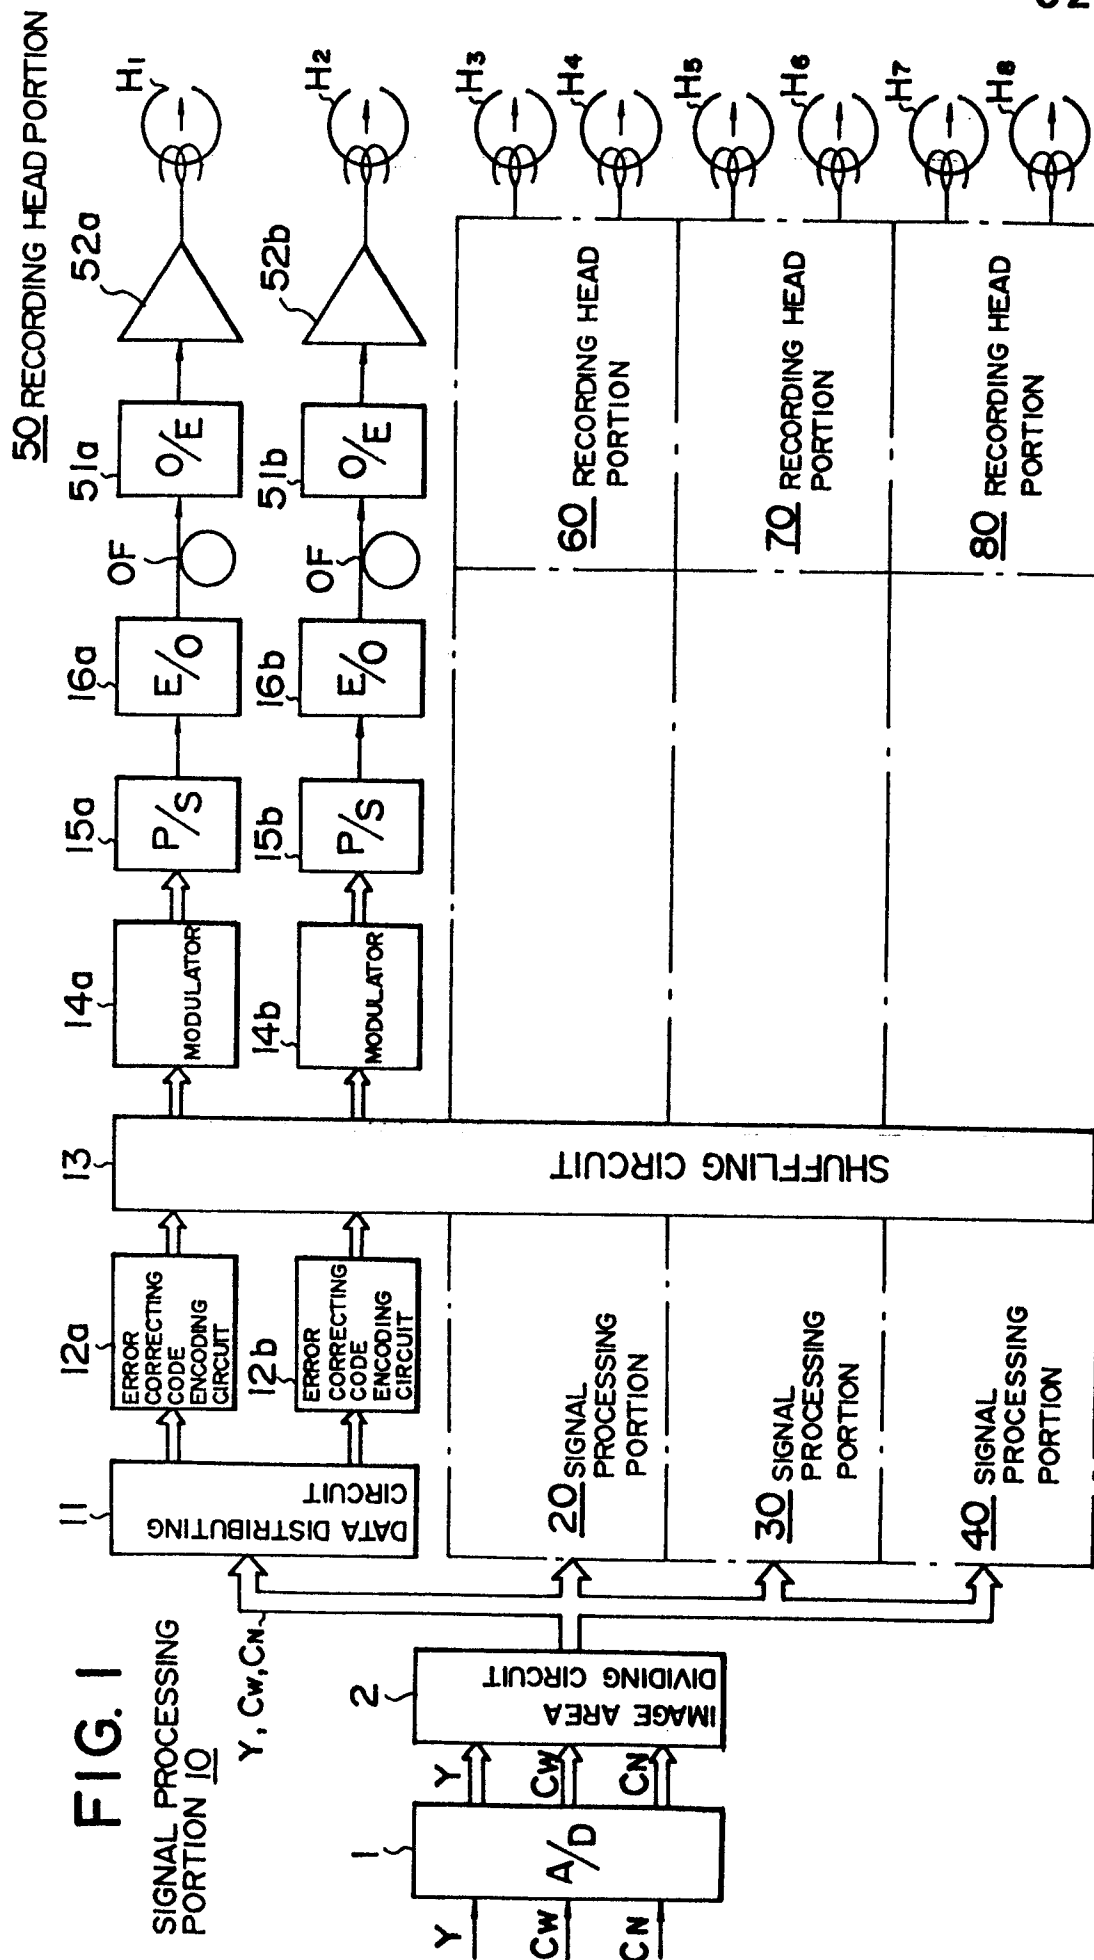 FIG. 1
SIGNAL PROCESSING
PORTION 10
50 RECORDING HEAD PORTION
Y
CW
CN
1
A/D
Y
CW
CN
2
IMAGE AREA
DIVIDING CIRCUIT
Y, CW, CN
11
DATA DISTRIBUTING
CIRCUIT
12a
ERROR
CORRECTING
CODE
ENCODING
CIRCUIT
12b
ERROR
CORRECTING
CODE
ENCODING
CIRCUIT
13
SHUFFLING CIRCUIT
14a
MODULATOR
14b
MODULATOR
15a
P/S
15b
P/S
16a
E/O
16b
E/O
OF
OF
51a
O/E
51b
O/E
52a
52b
H1
H2
20 SIGNAL
PROCESSING
PORTION
30 SIGNAL
PROCESSING
PORTION
40 SIGNAL
PROCESSING
PORTION
60 RECORDING HEAD
PORTION
70 RECORDING HEAD
PORTION
80 RECORDING HEAD
PORTION
H3
H4
H5
H6
H7
H8